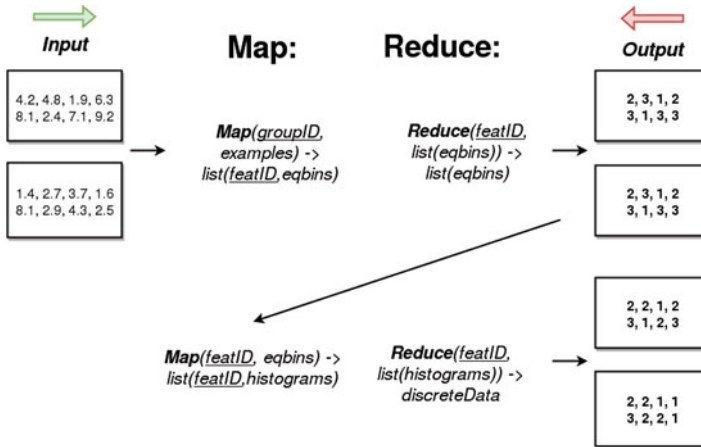 Input
Map:
Reduce:
Output
4.2, 4.8, 1.9, 6.3
8.1, 2.4, 7.1, 9.2
1.4, 2.7, 3.7, 1.6
8.1, 2.9, 4.3, 2.5
Map(groupID,
examples) ->
list(featID,eqbins)
Reduce(featID,
list(eqbins)) ->
list(eqbins)
2, 3, 1, 2
3, 1, 3, 3
2, 3, 1, 2
3, 1, 3, 3
Map(featID, eqbins) ->
list(featID,histograms)
Reduce(featID,
list(histograms)) ->
discreteData
2, 2, 1, 2
3, 1, 2, 3
2, 2, 1, 1
3, 2, 2, 1